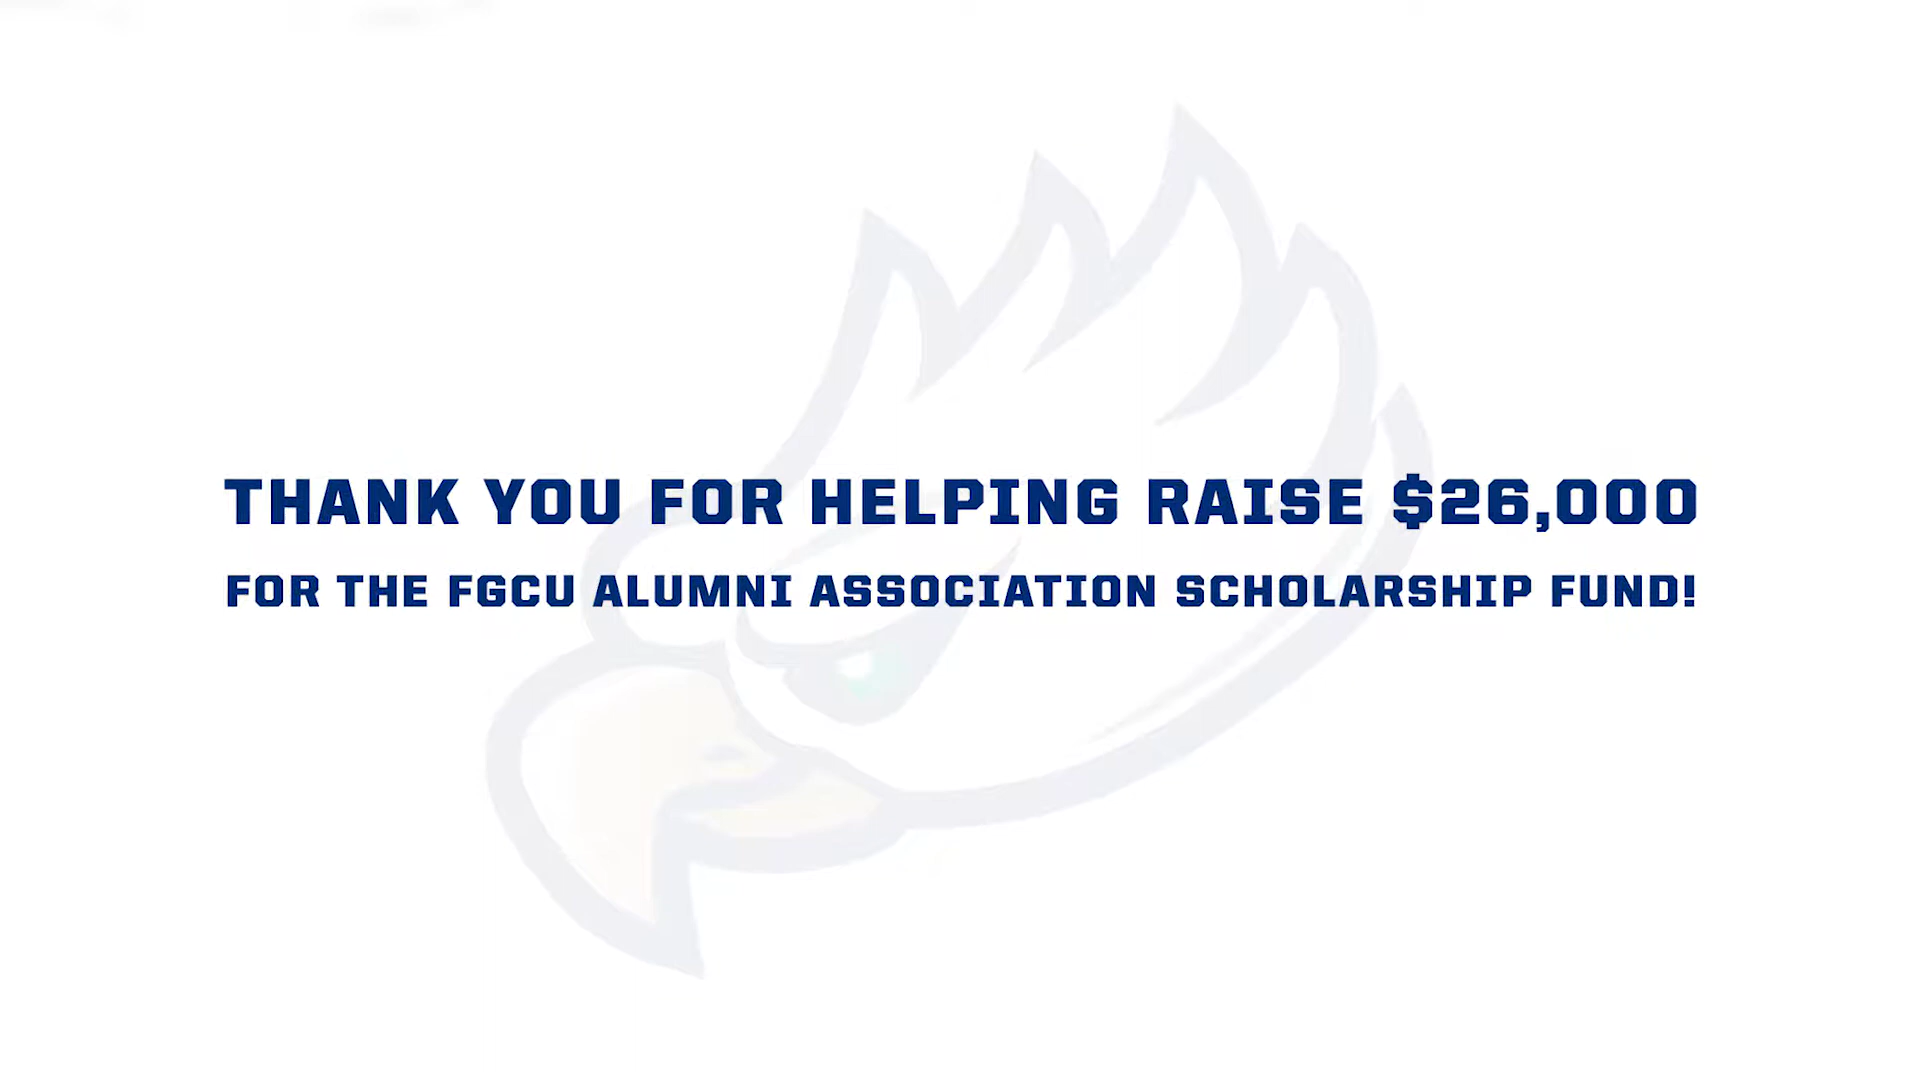 THANK YOU FOR HELPING RAISE $26,000
FOR THE FGCU ALUMNI ASSOCIATION SCHOLARSHIP FUND!